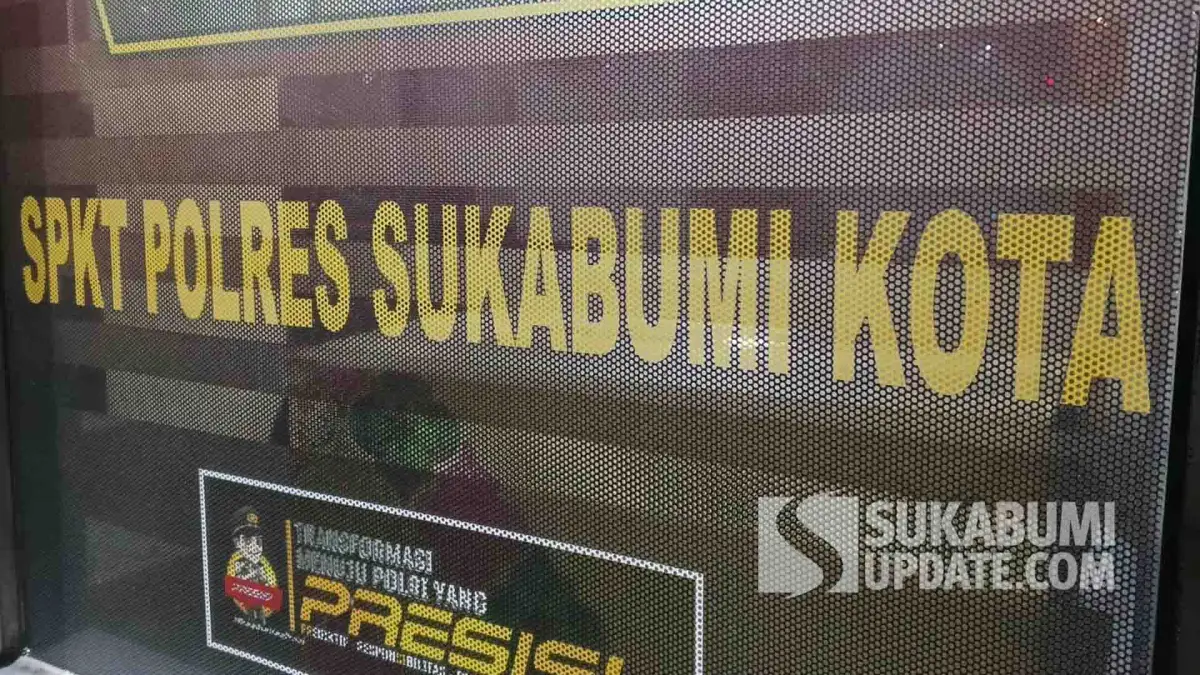 SPKT POLRES SUKABUMI KOTA
TRANSFORMASI
MENUJU POLRI YANG
PRESISI
SUKABUMI
UPDATE.COM